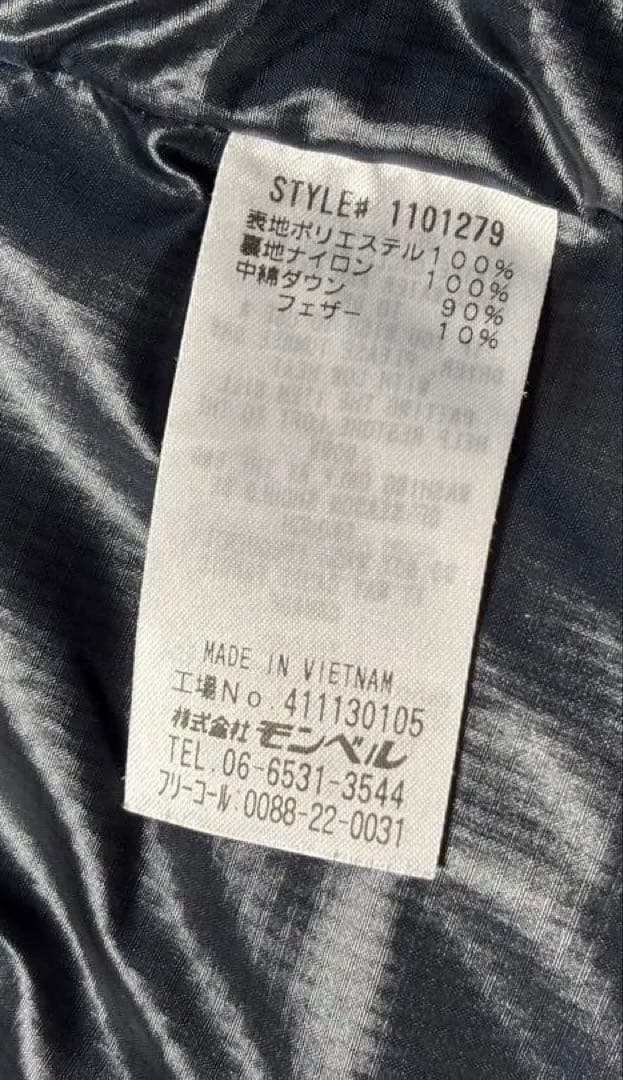 STYLE# 1101279
表地ポリエステル100%
裏地ナイロン 100%
中綿ダウン 90%
フェザー 10%
MADE IN VIETNAM
工場No.411130105
株式会社モンベル
TEL.06-6531-3544
フリーコール:0088-22-0031